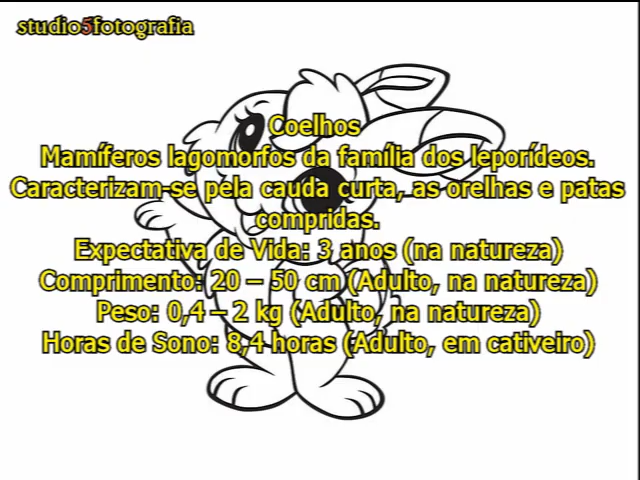 studio5fotografia
Coelhos
Mamíferos lagomorfos da família dos leporídeos.
Caracterizam-se pela cauda curta, as orelhas e patas
compridas.
Expectativa de Vida: 3 anos (na natureza)
Comprimento: 20 – 50 cm (Adulto, na natureza)
Peso: 0,4 – 2 kg (Adulto, na natureza)
Horas de Sono: 8,4 horas (Adulto, em cativeiro)